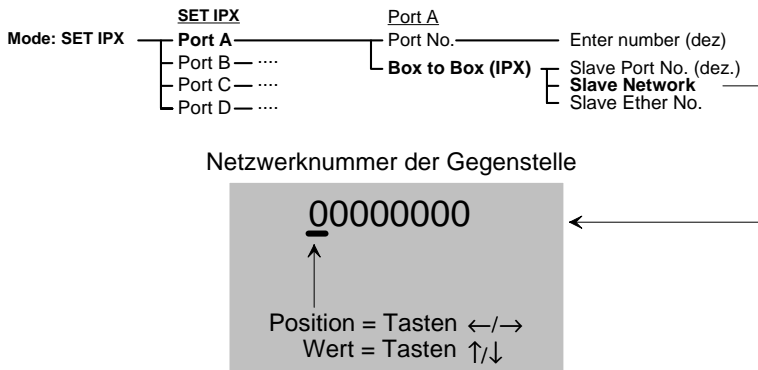 SET IPX Port A
Mode: SET IPX Port A Port No. Enter number (dez)
Port B ···· Box to Box (IPX) Slave Port No. (dez.)
Port C ···· Slave Network
Port D ···· Slave Ether No.
Netzwerknummer der Gegenstelle
00000000
Position = Tasten ←/→
Wert = Tasten ↑/↓